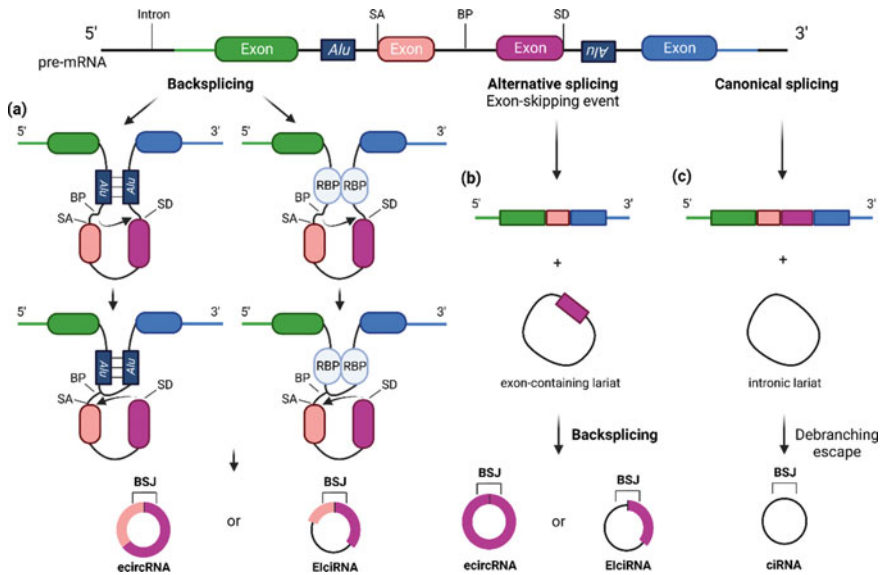 5'
Intron
SA
BP
SD
3'
pre-mRNA
Exon
Alu
Exon
Exon
Alu
Exon
Backsplicing
Alternative splicing
Exon-skipping event
Canonical splicing
(a)
5'
3'
Alu
Alu
BP
SA
SD
5'
3'
RBP
RBP
BP
SA
SD
5'
3'
Alu
Alu
BP
SA
SD
5'
3'
RBP
RBP
BP
SA
SD
BSJ
ecircRNA
or
BSJ
EIciRNA
(b)
5'
3'
+
exon-containing lariat
Backsplicing
BSJ
ecircRNA
or
BSJ
EIciRNA
(c)
5'
3'
+
intronic lariat
Debranching
escape
BSJ
ciRNA